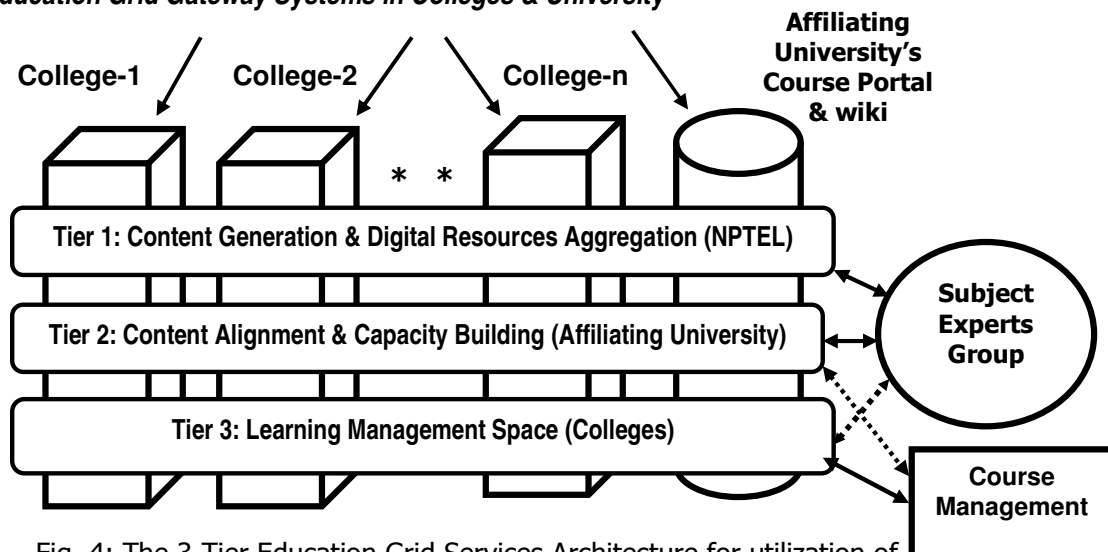 ducation Grid Gateway Systems in Colleges & University
Affiliating
University's
Course Portal
& wiki
College-1
College-2
College-n
* *
Tier 1: Content Generation & Digital Resources Aggregation (NPTEL)
Tier 2: Content Alignment & Capacity Building (Affiliating University)
Tier 3: Learning Management Space (Colleges)
Subject
Experts
Group
Course
Management
Fig. 4: The 3-Tier Education Grid Services Architecture for utilization of